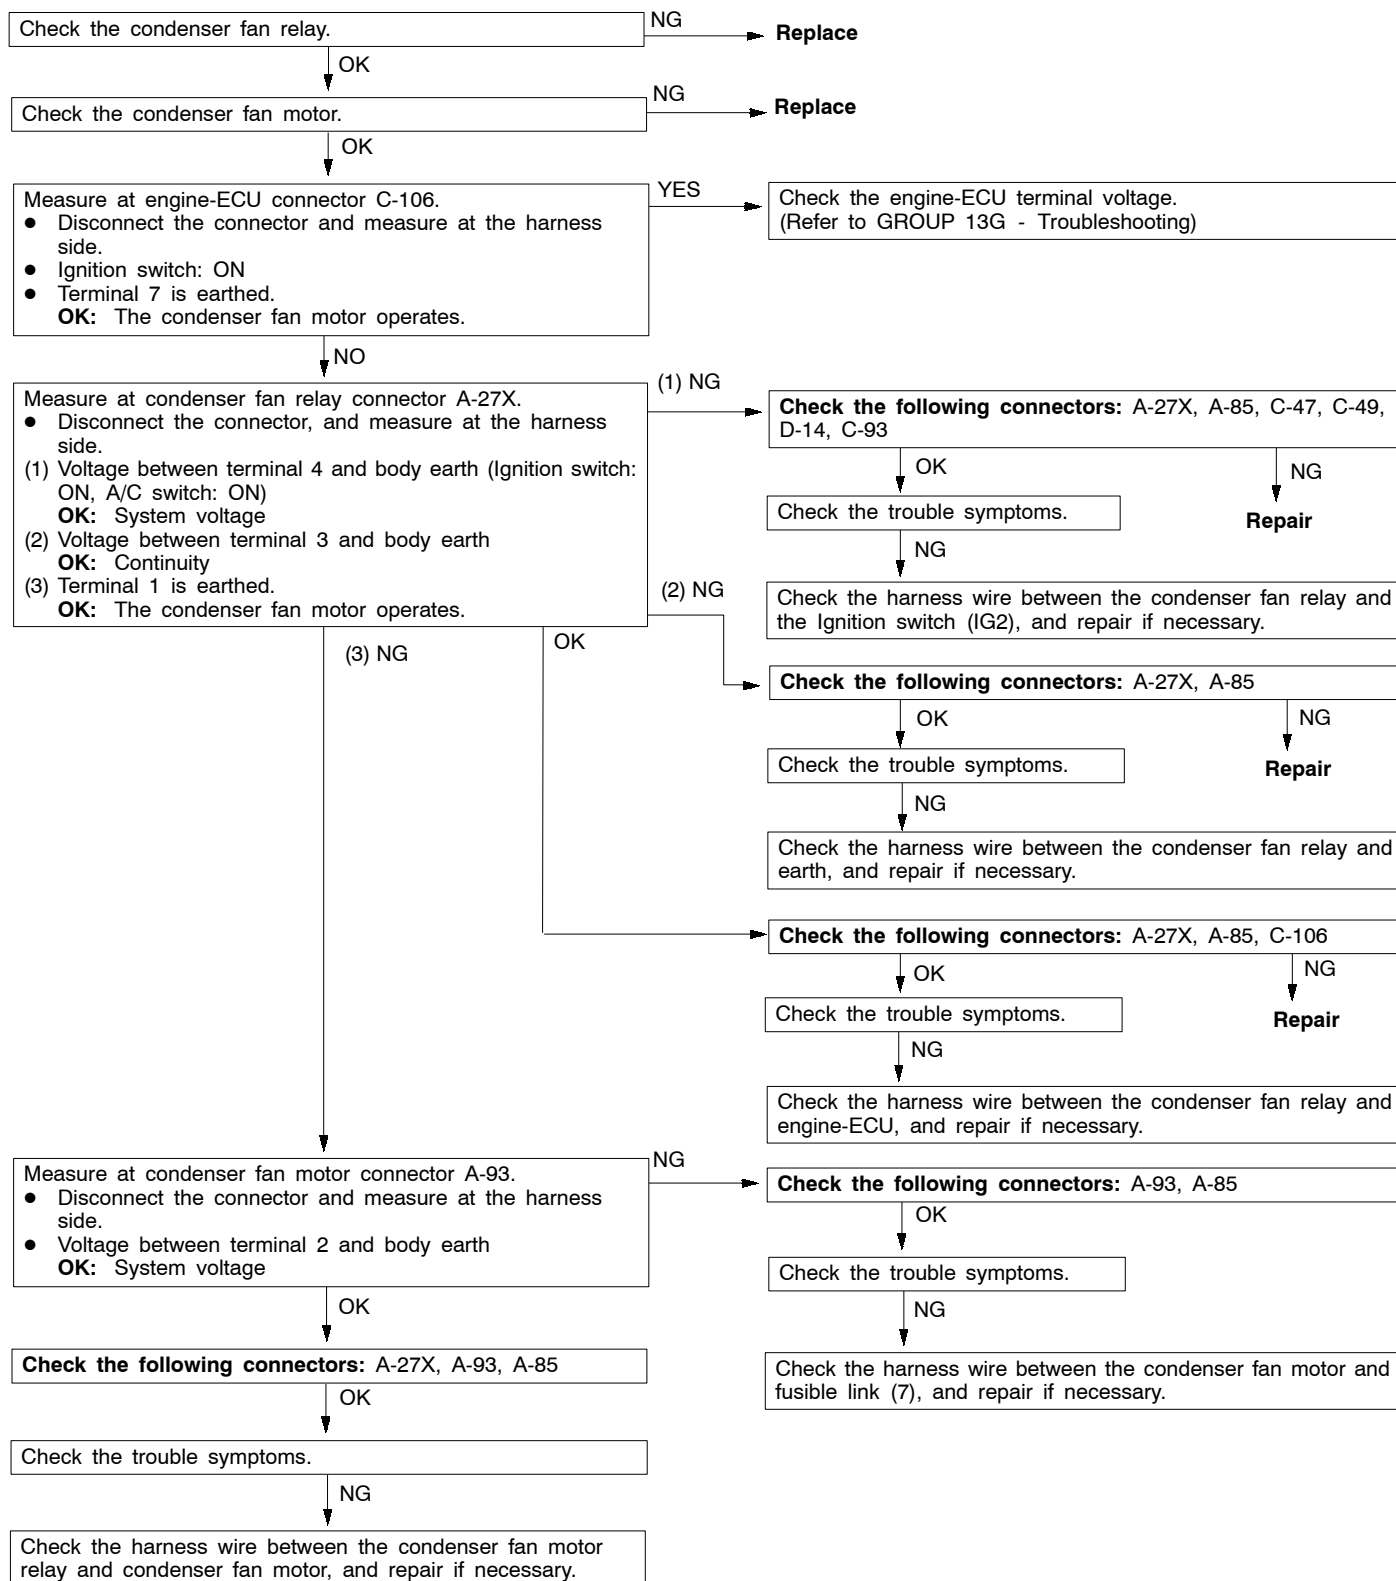 Check the condenser fan relay.
NG
Replace
OK
Check the condenser fan motor.
NG
Replace
OK
Measure at engine-ECU connector C-106.
● Disconnect the connector and measure at the harness
side.
● Ignition switch: ON
● Terminal 7 is earthed.
OK: The condenser fan motor operates.
YES
Check the engine-ECU terminal voltage.
(Refer to GROUP 13G - Troubleshooting)
NO
Measure at condenser fan relay connector A-27X.
● Disconnect the connector, and measure at the harness
side.
(1) Voltage between terminal 4 and body earth (Ignition switch:
ON, A/C switch: ON)
OK: System voltage
(2) Voltage between terminal 3 and body earth
OK: Continuity
(3) Terminal 1 is earthed.
OK: The condenser fan motor operates.
(1) NG
Check the following connectors: A-27X, A-85, C-47, C-49,
D-14, C-93
OK
NG
Check the trouble symptoms.
Repair
NG
Check the harness wire between the condenser fan relay and
the Ignition switch (IG2), and repair if necessary.
(2) NG
OK
(3) NG
Check the following connectors: A-27X, A-85
OK
NG
Check the trouble symptoms.
Repair
NG
Check the harness wire between the condenser fan relay and
earth, and repair if necessary.
Check the following connectors: A-27X, A-85, C-106
OK
NG
Check the trouble symptoms.
Repair
NG
Check the harness wire between the condenser fan relay and
engine-ECU, and repair if necessary.
Measure at condenser fan motor connector A-93.
● Disconnect the connector and measure at the harness
side.
● Voltage between terminal 2 and body earth
OK: System voltage
NG
Check the following connectors: A-93, A-85
OK
Check the trouble symptoms.
NG
Check the harness wire between the condenser fan motor and
fusible link (7), and repair if necessary.
OK
Check the following connectors: A-27X, A-93, A-85
OK
Check the trouble symptoms.
NG
Check the harness wire between the condenser fan motor
relay and condenser fan motor, and repair if necessary.